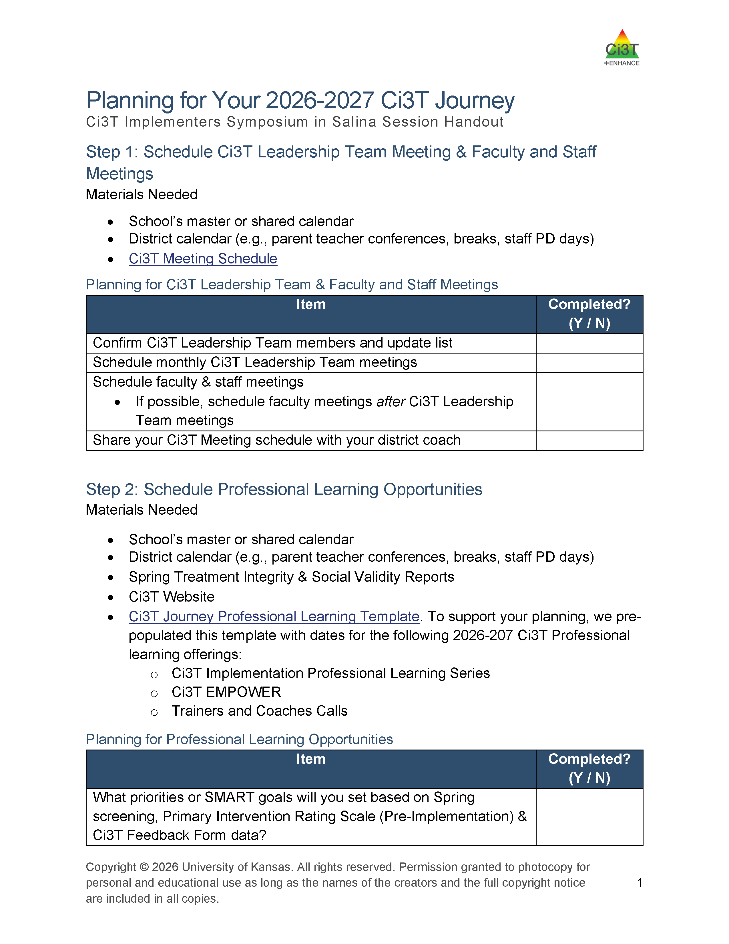 Ci3T
+ENHANCE
Planning for Your 2026-2027 Ci3T Journey
Ci3T Implementers Symposium in Salina Session Handout
Step 1: Schedule Ci3T Leadership Team Meeting & Faculty and Staff
Meetings
Materials Needed
• School's master or shared calendar
• District calendar (e.g., parent teacher conferences, breaks, staff PD days)
• Ci3T Meeting Schedule
Planning for Ci3T Leadership Team & Faculty and Staff Meetings
Item Completed?
(Y / N)
Confirm Ci3T Leadership Team members and update list
Schedule monthly Ci3T Leadership Team meetings
Schedule faculty & staff meetings
• If possible, schedule faculty meetings after Ci3T Leadership
Team meetings
Share your Ci3T Meeting schedule with your district coach
Step 2: Schedule Professional Learning Opportunities
Materials Needed
• School's master or shared calendar
• District calendar (e.g., parent teacher conferences, breaks, staff PD days)
• Spring Treatment Integrity & Social Validity Reports
• Ci3T Website
• Ci3T Journey Professional Learning Template. To support your planning, we pre-
populated this template with dates for the following 2026-207 Ci3T Professional
learning offerings:
o Ci3T Implementation Professional Learning Series
o Ci3T EMPOWER
o Trainers and Coaches Calls
Planning for Professional Learning Opportunities
Item Completed?
(Y / N)
What priorities or SMART goals will you set based on Spring
screening, Primary Intervention Rating Scale (Pre-Implementation) &
Ci3T Feedback Form data?
Copyright © 2026 University of Kansas. All rights reserved. Permission granted to photocopy for
personal and educational use as long as the names of the creators and the full copyright notice
are included in all copies.
1